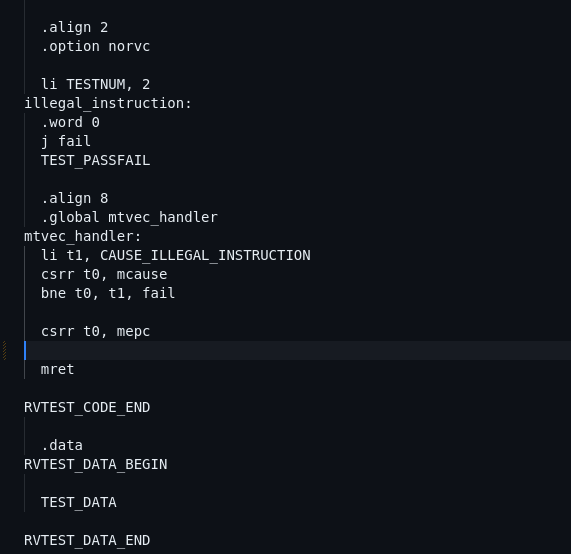 .align 2
.option norvc
li TESTNUM, 2
illegal_instruction:
.word 0
j fail
TEST_PASSFAIL
.align 8
.global mtvec_handler
mtvec_handler:
li t1, CAUSE_ILLEGAL_INSTRUCTION
csrr t0, mcause
bne t0, t1, fail
csrr t0, mepc
mret
RVTEST_CODE_END
.data
RVTEST_DATA_BEGIN
TEST_DATA
RVTEST_DATA_END